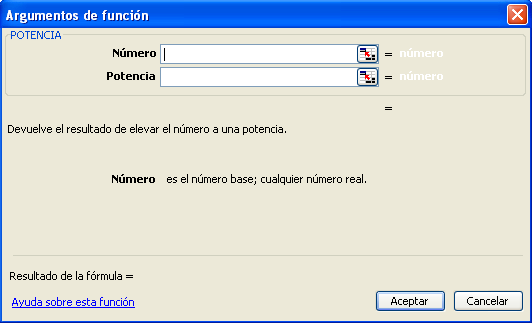 Argumentos de función
POTENCIA
Número = número
Potencia = número
=
Devuelve el resultado de elevar el número a una potencia.
Número es el número base; cualquier número real.
Resultado de la fórmula =
Ayuda sobre esta función
Aceptar Cancelar